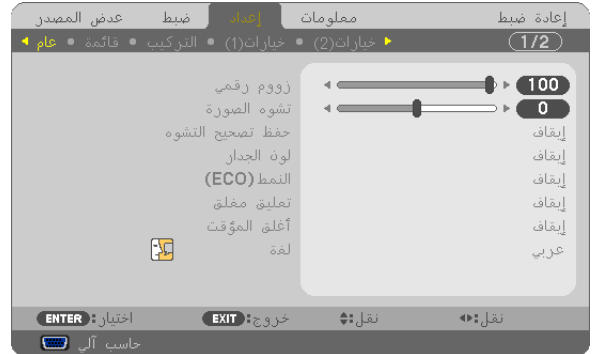 عرض المصدر ضبط إعداد معلومات إعادة ضبط
عام • قائمة • التركيب • خيارات(1) • خيارات(2) (1/2)
زووم رقمي 100
تشوه الصورة 0
حفظ تصحيح التشوه إيقاف
لون الجدار إيقاف
النمط (ECO) إيقاف
تعليق مغلق إيقاف
أغلق المؤقت إيقاف
لغة عربي
ENTER :اختيار EXIT :خروج نقل: نقل:
حاسب آلي